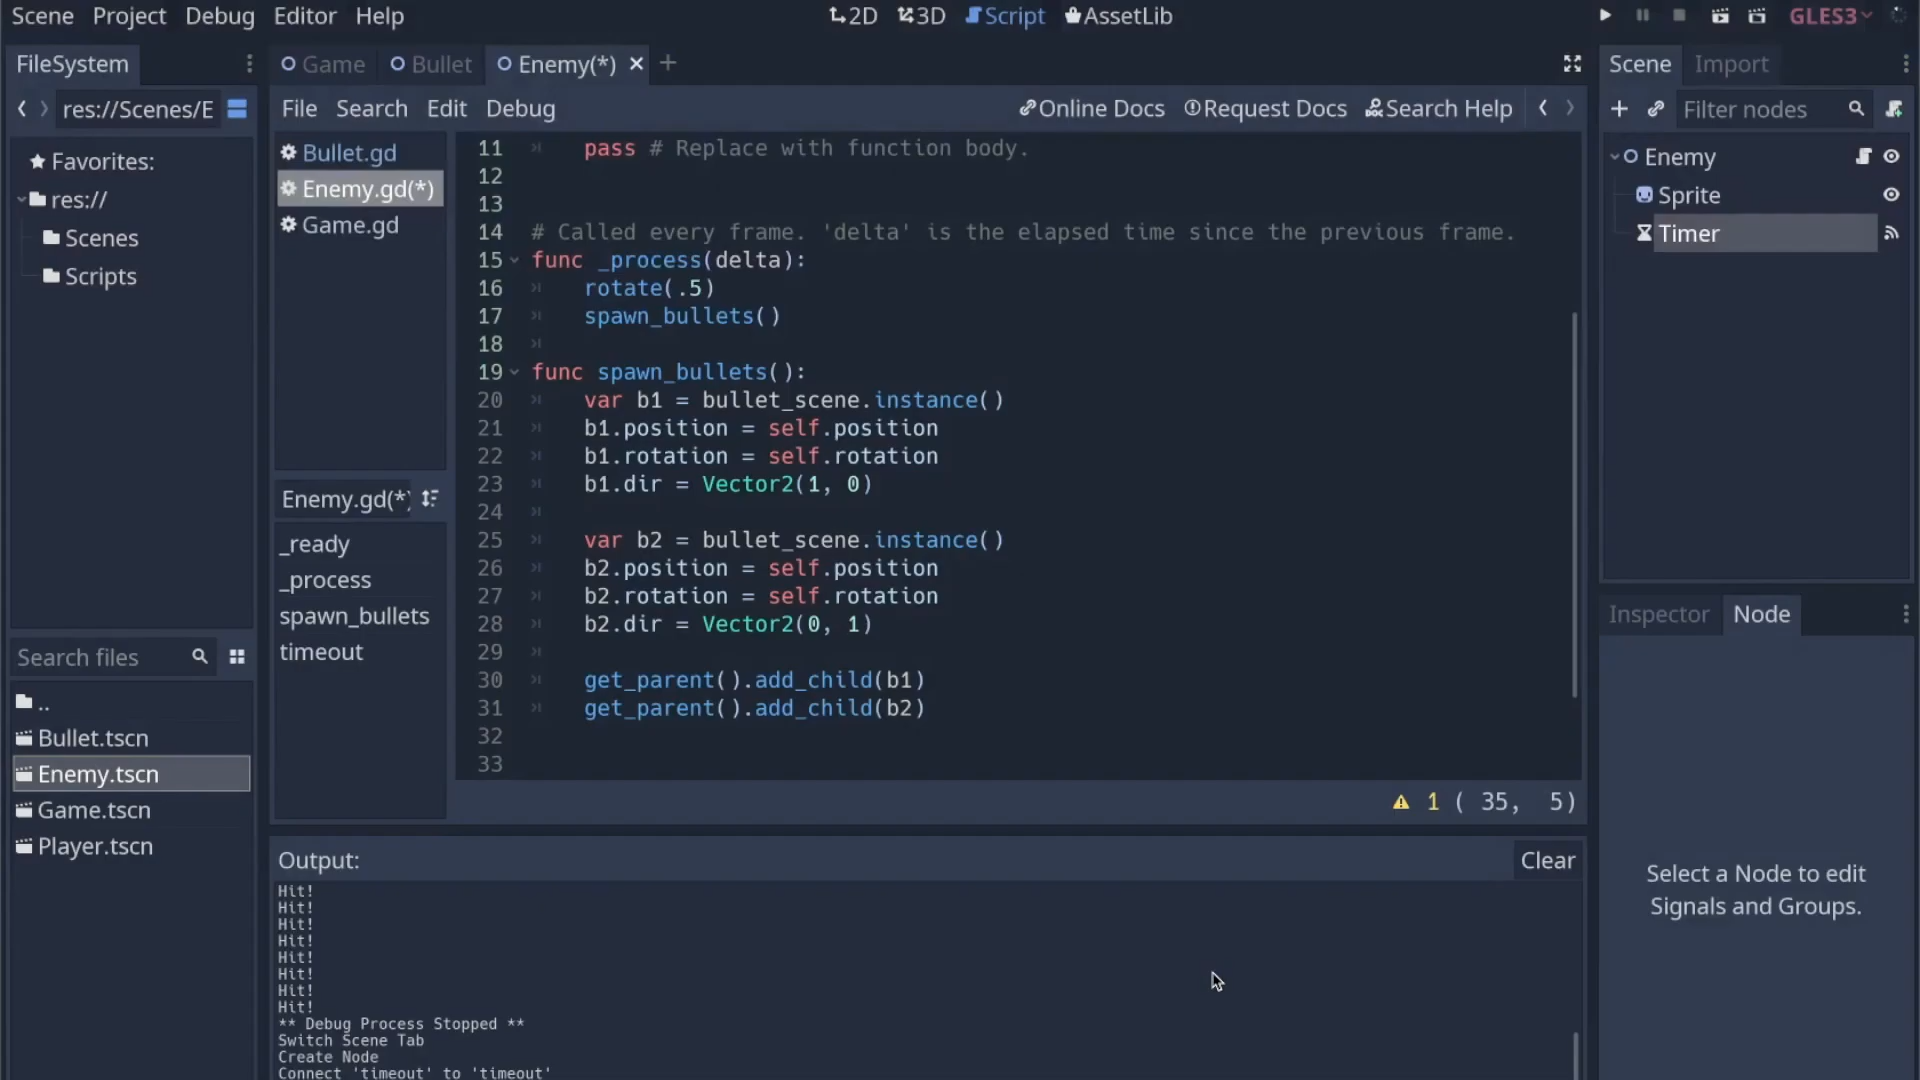 Scene Project Debug Editor Help
2D 3D Script AssetLib
GLES3
FileSystem
res://Scenes/E
Favorites:
res://
Scenes
Scripts
Search files
..
Bullet.tscn
Enemy.tscn
Game.tscn
Player.tscn
Game Bullet Enemy(*)
File Search Edit Debug
Online Docs Request Docs Search Help
Bullet.gd
Enemy.gd(*)
Game.gd
Enemy.gd(*)
_ready
_process
spawn_bullets
timeout
11 pass # Replace with function body.
12
13
14 # Called every frame. 'delta' is the elapsed time since the previous frame.
15 func _process(delta):
16 rotate(.5)
17 spawn_bullets()
18
19 func spawn_bullets():
20 var b1 = bullet_scene.instance()
21 b1.position = self.position
22 b1.rotation = self.rotation
23 b1.dir = Vector2(1, 0)
24
25 var b2 = bullet_scene.instance()
26 b2.position = self.position
27 b2.rotation = self.rotation
28 b2.dir = Vector2(0, 1)
29
30 get_parent().add_child(b1)
31 get_parent().add_child(b2)
32
33
1 ( 35, 5)
Output: Clear
Hit!
Hit!
Hit!
Hit!
Hit!
Hit!
Hit!
Hit!
** Debug Process Stopped **
Switch Scene Tab
Create Node
Connect 'timeout' to 'timeout'
Scene Import
Filter nodes
Enemy
Sprite
Timer
Inspector Node
Select a Node to edit
Signals and Groups.